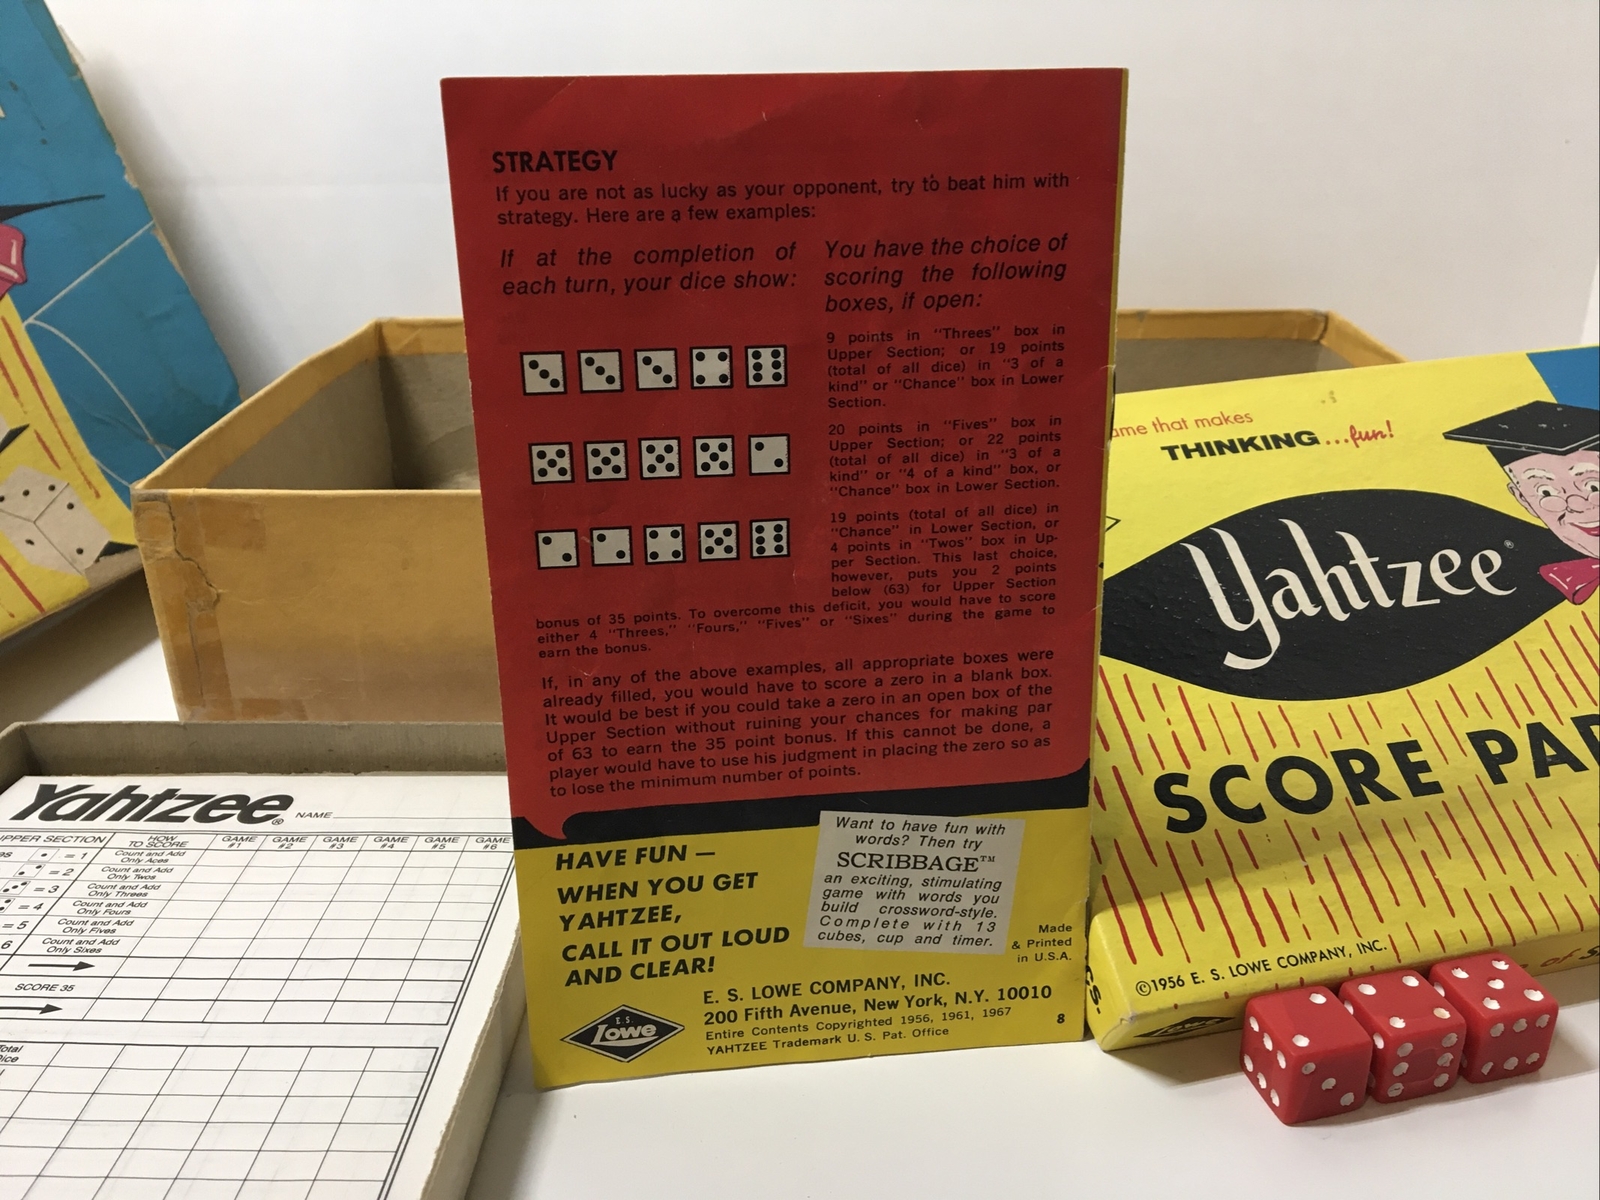 STRATEGY
If you are not as lucky as your opponent, try to beat him with
strategy. Here are a few examples:
If at the completion of
each turn, your dice show:
You have the choice of
scoring the following
boxes, if open:
9 points in "Threes" box in
Upper Section; or 19 points
(total of all dice) in "3 of a
kind" or "Chance" box in Lower
Section.
20 points in "Fives" box in
Upper Section; or 22 points
(total of all dice) in "3 of a
kind" or "4 of a kind" box, or
"Chance" box in Lower Section.
19 points (total of all dice) in
"Chance" in Lower Section, or
4 points in "Twos" box in Up-
per Section. This last choice,
however, puts you 2 points
below (63) for Upper Section
bonus of 35 points. To overcome this deficit, you would have to score
either 4 "Threes," "Fours," "Fives" or "Sixes" during the game to
earn the bonus.
If, in any of the above examples, all appropriate boxes were
already filled, you would have to score a zero in a blank box.
It would be best if you could take a zero in an open box of the
Upper Section without ruining your chances for making par
of 63 to earn the 35 point bonus. If this cannot be done, a
player would have to use his judgment in placing the zero so as
to lose the minimum number of points.
HAVE FUN —
WHEN YOU GET
YAHTZEE,
CALL IT OUT LOUD
AND CLEAR!
Want to have fun with
words? Then try
SCRIBBAGE™
an exciting, stimulating
game with words you
build crossword-style.
Complete with 13
cubes, cup and timer.
Made
& Printed
in U.S.A.
E.S.
Lowe
E. S. LOWE COMPANY, INC.
200 Fifth Avenue, New York, N.Y. 10010
Entire Contents Copyrighted 1956, 1961, 1967
YAHTZEE Trademark U. S. Pat. Office
8
Yahtzee® NAME
UPPER SECTION HOW TO SCORE GAME #1 GAME #2 GAME #3 GAME #4 GAME #5 GAME #6
= 1 Count and Add Only Aces
= 2 Count and Add Only Twos
= 3 Count and Add Only Threes
= 4 Count and Add Only Fours
= 5 Count and Add Only Fives
6 Count and Add Only Sixes
SCORE 35
Total
ame that makes
THINKING...fun!
Yahtzee®
SCORE PAD
©1956 E. S. LOWE COMPANY, INC.
of